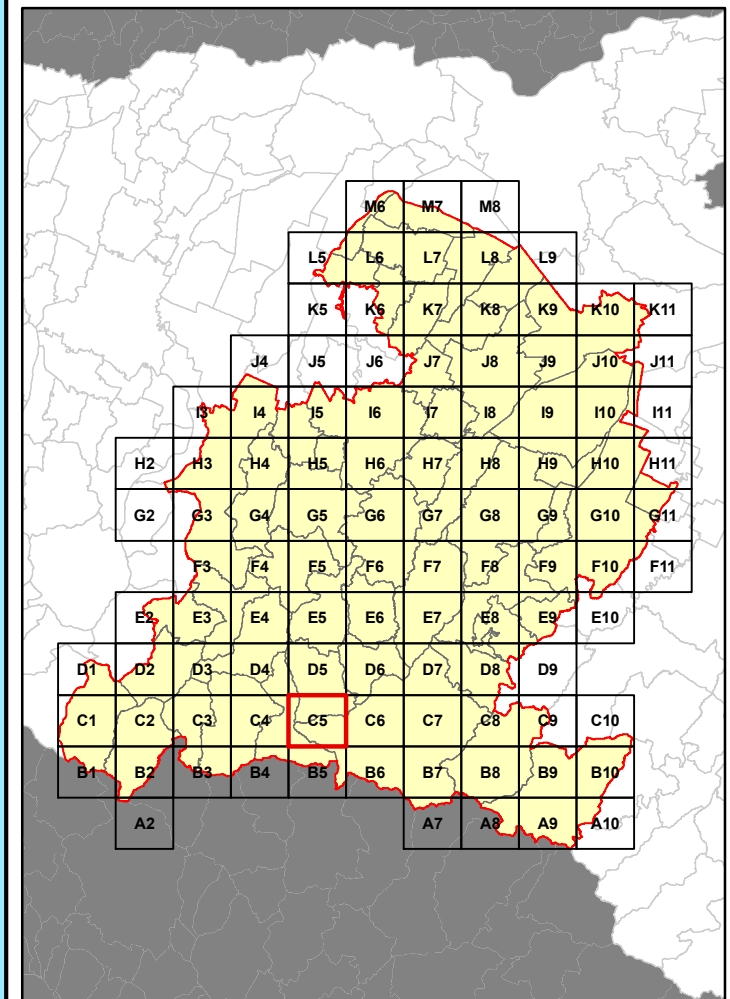 M6 M7 M8
L5 L6 L7 L8 L9
K5 K6 K7 K8 K9 K10 K11
J4 J5 J6 J7 J8 J9 J10 J11
I3 I4 I5 I6 I7 I8 I9 I10 I11
H2 H3 H4 H5 H6 H7 H8 H9 H10 H11
G2 G3 G4 G5 G6 G7 G8 G9 G10 G11
F3 F4 F5 F6 F7 F8 F9 F10 F11
E2 E3 E4 E5 E6 E7 E8 E9 E10
D1 D2 D3 D4 D5 D6 D7 D8 D9
C1 C2 C3 C4 C5 C6 C7 C8 C9 C10
B1 B2 B3 B4 B5 B6 B7 B8 B9 B10
A2 A7 A8 A9 A10